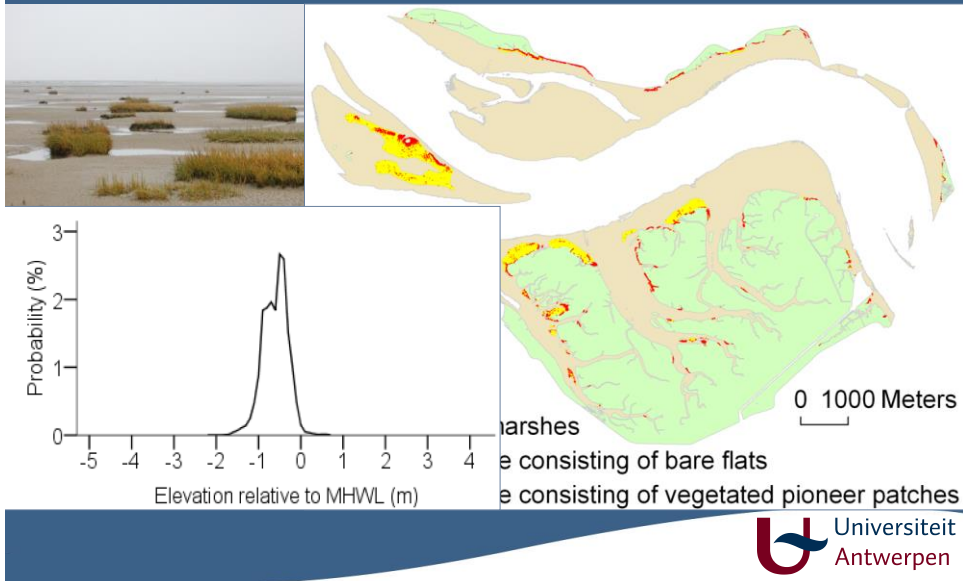 3
2
1
0
Probability (%)
-5 -4 -3 -2 -1 0 1 2 3 4
Elevation relative to MHWL (m)
0 1000 Meters
arshes
e consisting of bare flats
e consisting of vegetated pioneer patches
Universiteit
Antwerpen